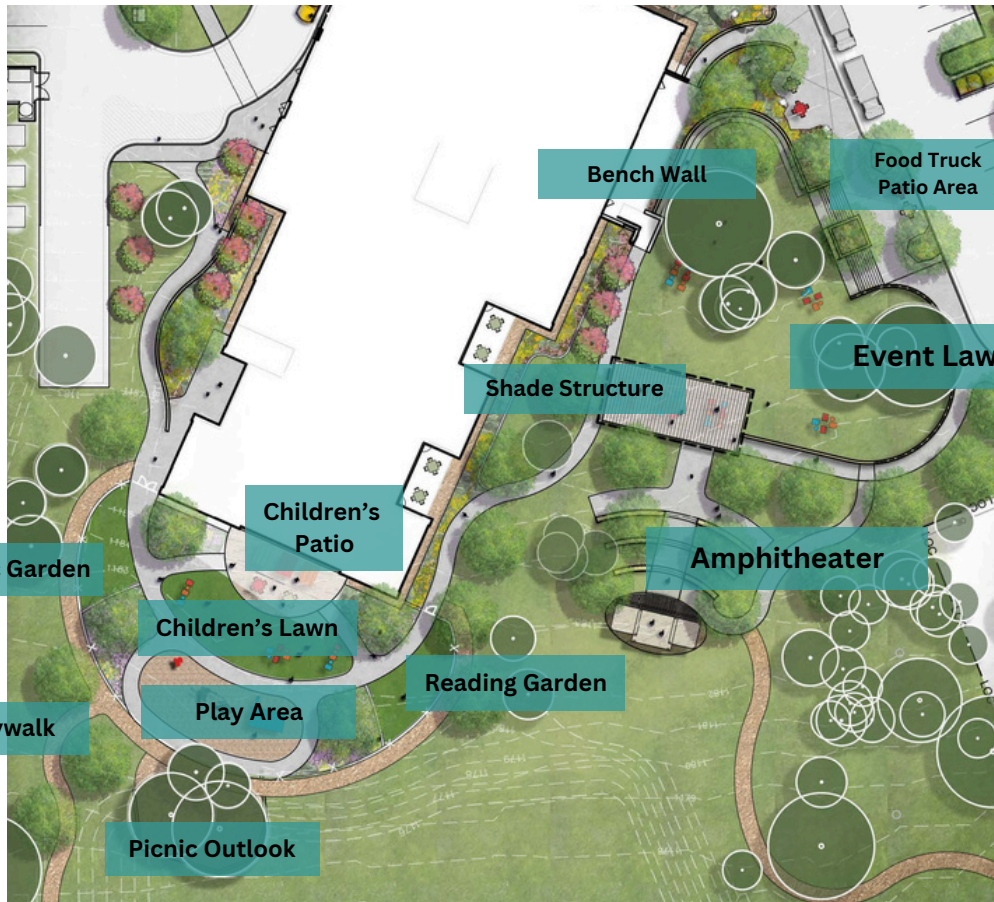 Bench Wall
Food Truck
Patio Area
Event Law
Shade Structure
Children's
Patio
Amphitheater
Garden
Children's Lawn
Reading Garden
Play Area
walk
Picnic Outlook